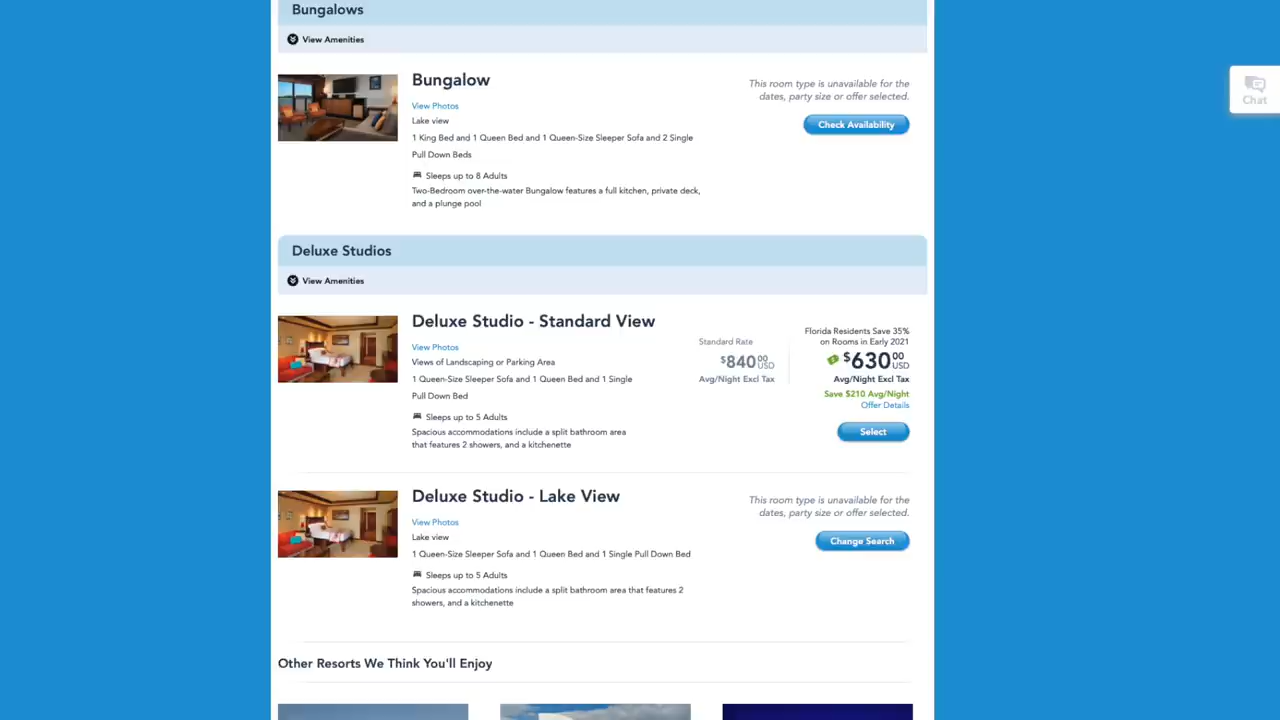 Bungalows
View Amenities
Bungalow
View Photos
Lake view
1 King Bed and 1 Queen Bed and 1 Queen-Size Sleeper Sofa and 2 Single
Pull Down Beds
Sleeps up to 8 Adults
Two-Bedroom over-the-water Bungalow features a full kitchen, private deck,
and a plunge pool
This room type is unavailable for the
dates, party size or offer selected.
Check Availability
Chat
Deluxe Studios
View Amenities
Deluxe Studio - Standard View
View Photos
Views of Landscaping or Parking Area
1 Queen-Size Sleeper Sofa and 1 Queen Bed and 1 Single
Pull Down Bed
Sleeps up to 5 Adults
Spacious accommodations include a split bathroom area
that features 2 showers, and a kitchenette
Standard Rate
$840.00 USD
Avg/Night Excl Tax
Florida Residents Save 35%
on Rooms in Early 2021
$630.00 USD
Avg/Night Excl Tax
Save $210 Avg/Night
Offer Details
Select
Deluxe Studio - Lake View
View Photos
Lake view
1 Queen-Size Sleeper Sofa and 1 Queen Bed and 1 Single Pull Down Bed
Sleeps up to 5 Adults
Spacious accommodations include a split bathroom area that features 2
showers, and a kitchenette
This room type is unavailable for the
dates, party size or offer selected.
Change Search
Other Resorts We Think You'll Enjoy